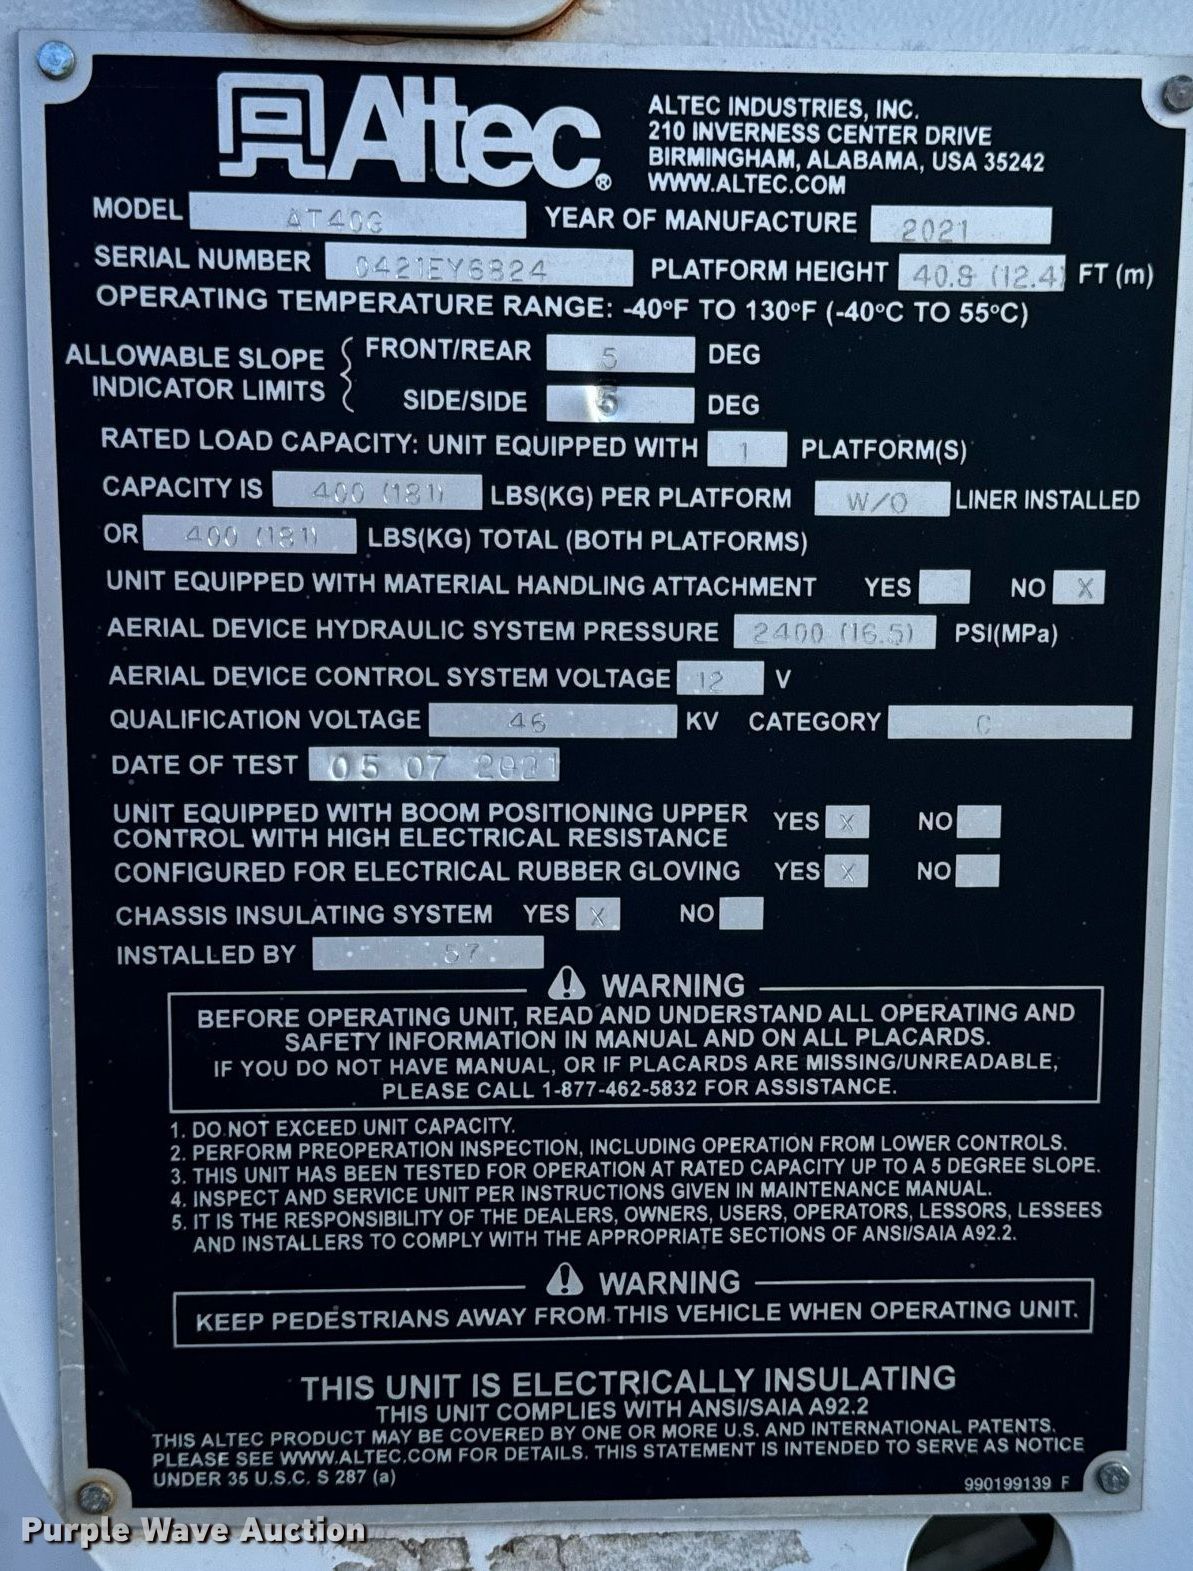 Altec®
ALTEC INDUSTRIES, INC.
210 INVERNESS CENTER DRIVE
BIRMINGHAM, ALABAMA, USA 35242
WWW.ALTEC.COM
MODEL AT40G YEAR OF MANUFACTURE 2021
SERIAL NUMBER 0421EY6824 PLATFORM HEIGHT 40.8 (12.4) FT (m)
OPERATING TEMPERATURE RANGE: -40°F TO 130°F (-40°C TO 55°C)
ALLOWABLE SLOPE INDICATOR LIMITS FRONT/REAR 5 DEG
SIDE/SIDE 5 DEG
RATED LOAD CAPACITY: UNIT EQUIPPED WITH 1 PLATFORM(S)
CAPACITY IS 400 (181) LBS(KG) PER PLATFORM W/O LINER INSTALLED
OR 400 (181) LBS(KG) TOTAL (BOTH PLATFORMS)
UNIT EQUIPPED WITH MATERIAL HANDLING ATTACHMENT YES NO X
AERIAL DEVICE HYDRAULIC SYSTEM PRESSURE 2400 (16.5) PSI(MPa)
AERIAL DEVICE CONTROL SYSTEM VOLTAGE 12 V
QUALIFICATION VOLTAGE 46 KV CATEGORY C
DATE OF TEST 05 07 2021
UNIT EQUIPPED WITH BOOM POSITIONING UPPER
CONTROL WITH HIGH ELECTRICAL RESISTANCE YES X NO
CONFIGURED FOR ELECTRICAL RUBBER GLOVING YES X NO
CHASSIS INSULATING SYSTEM YES X NO
INSTALLED BY 57
WARNING
BEFORE OPERATING UNIT, READ AND UNDERSTAND ALL OPERATING AND
SAFETY INFORMATION IN MANUAL AND ON ALL PLACARDS.
IF YOU DO NOT HAVE MANUAL, OR IF PLACARDS ARE MISSING/UNREADABLE,
PLEASE CALL 1-877-462-5832 FOR ASSISTANCE.
1. DO NOT EXCEED UNIT CAPACITY.
2. PERFORM PREOPERATION INSPECTION, INCLUDING OPERATION FROM LOWER CONTROLS.
3. THIS UNIT HAS BEEN TESTED FOR OPERATION AT RATED CAPACITY UP TO A 5 DEGREE SLOPE.
4. INSPECT AND SERVICE UNIT PER INSTRUCTIONS GIVEN IN MAINTENANCE MANUAL.
5. IT IS THE RESPONSIBILITY OF THE DEALERS, OWNERS, USERS, OPERATORS, LESSORS, LESSEES
AND INSTALLERS TO COMPLY WITH THE APPROPRIATE SECTIONS OF ANSI/SAIA A92.2.
WARNING
KEEP PEDESTRIANS AWAY FROM THIS VEHICLE WHEN OPERATING UNIT.
THIS UNIT IS ELECTRICALLY INSULATING
THIS UNIT COMPLIES WITH ANSI/SAIA A92.2
THIS ALTEC PRODUCT MAY BE COVERED BY ONE OR MORE U.S. AND INTERNATIONAL PATENTS.
PLEASE SEE WWW.ALTEC.COM FOR DETAILS. THIS STATEMENT IS INTENDED TO SERVE AS NOTICE
UNDER 35 U.S.C. S 287 (a)
990199139 F
Purple Wave Auction